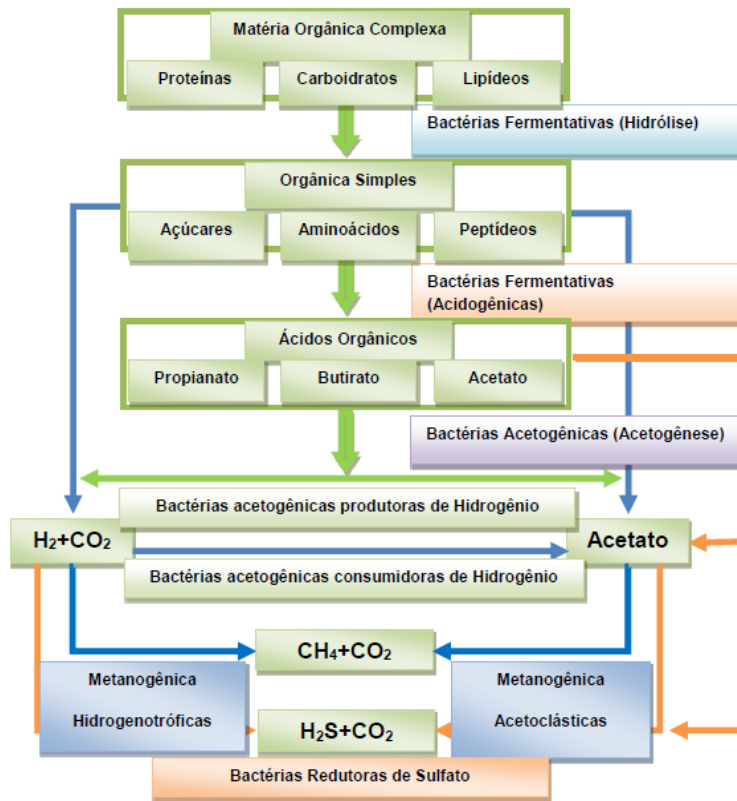 Matéria Orgânica Complexa
Proteínas
Carboidratos
Lipídeos
Bactérias Fermentativas (Hidrólise)
Orgânica Simples
Açúcares
Aminoácidos
Peptídeos
Bactérias Fermentativas
(Acidogênicas)
Ácidos Orgânicos
Propianato
Butirato
Acetato
Bactérias Acetogênicas (Acetogênese)
Bactérias acetogênicas produtoras de Hidrogênio
H₂+CO₂
Acetato
Bactérias acetogênicas consumidoras de Hidrogênio
CH₄+CO₂
Metanogênica
Hidrogenotróficas
Metanogênica
Acetoclásticas
H₂S+CO₂
Bactérias Redutoras de Sulfato